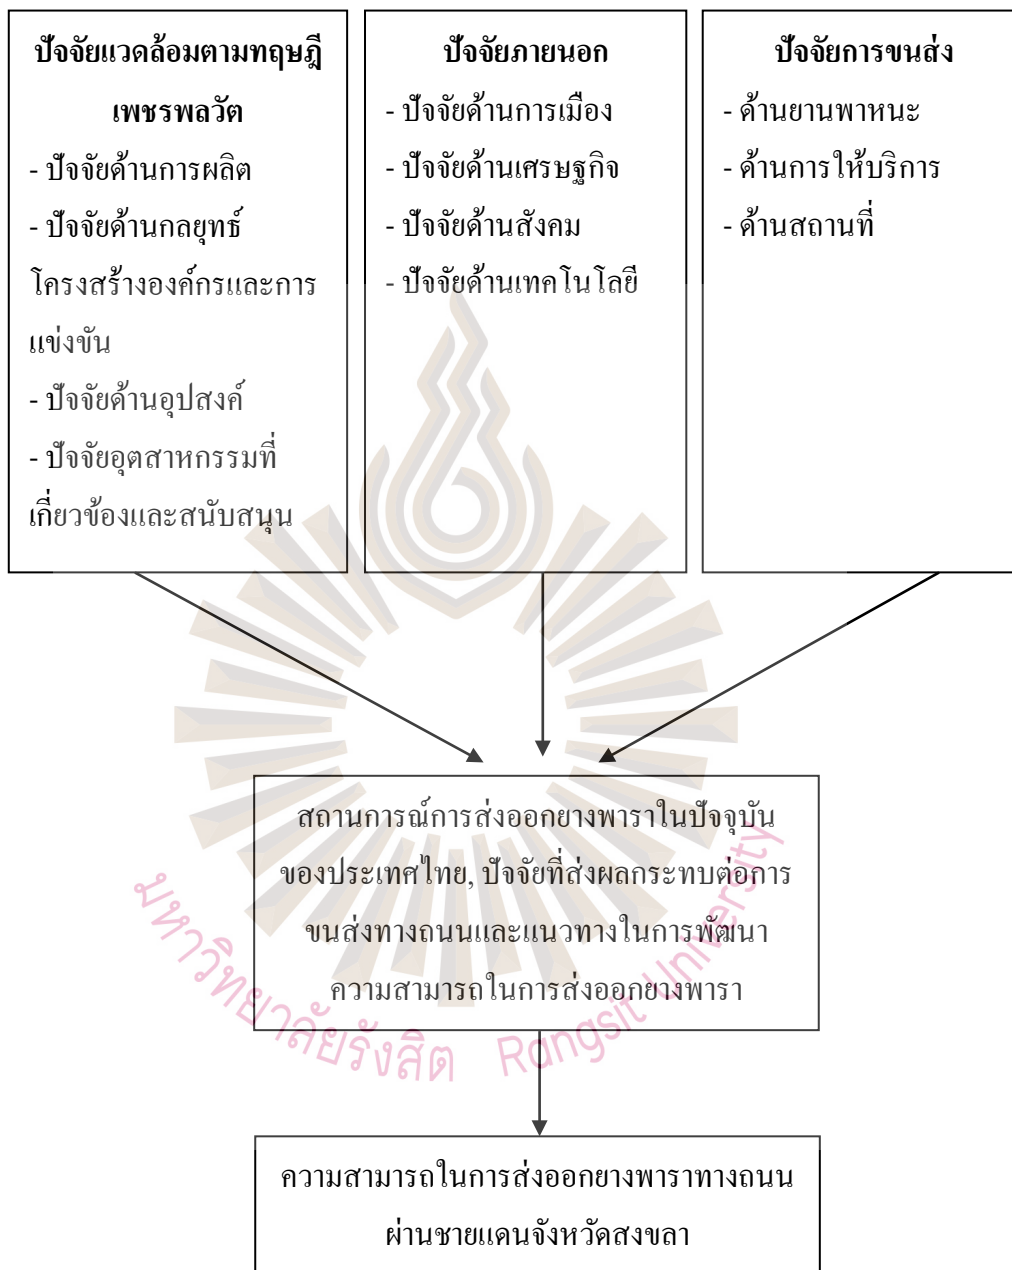 ปัจจัยแวดล้อมตามทฤษฎี
เพชรพลวัต
- ปัจจัยด้านการผลิต
- ปัจจัยด้านกลยุทธ์
โครงสร้างองค์กรและการ
แข่งขัน
- ปัจจัยด้านอุปสงค์
- ปัจจัยอุตสาหกรรมที่
เกี่ยวข้องและสนับสนุน
ปัจจัยภายนอก
- ปัจจัยด้านการเมือง
- ปัจจัยด้านเศรษฐกิจ
- ปัจจัยด้านสังคม
- ปัจจัยด้านเทคโนโลยี
ปัจจัยการขนส่ง
- ด้านยานพาหนะ
- ด้านการให้บริการ
- ด้านสถานที่
สถานการณ์การส่งออกยางพาราในปัจจุบัน
ของประเทศไทย, ปัจจัยที่ส่งผลกระทบต่อการ
ขนส่งทางถนนและแนวทางในการพัฒนา
ความสามารถในการส่งออกยางพารา
มหาวิทยาลัยรังสิต Rangsit University
ความสามารถในการส่งออกยางพาราทางถนน
ผ่านชายแดนจังหวัดสงขลา